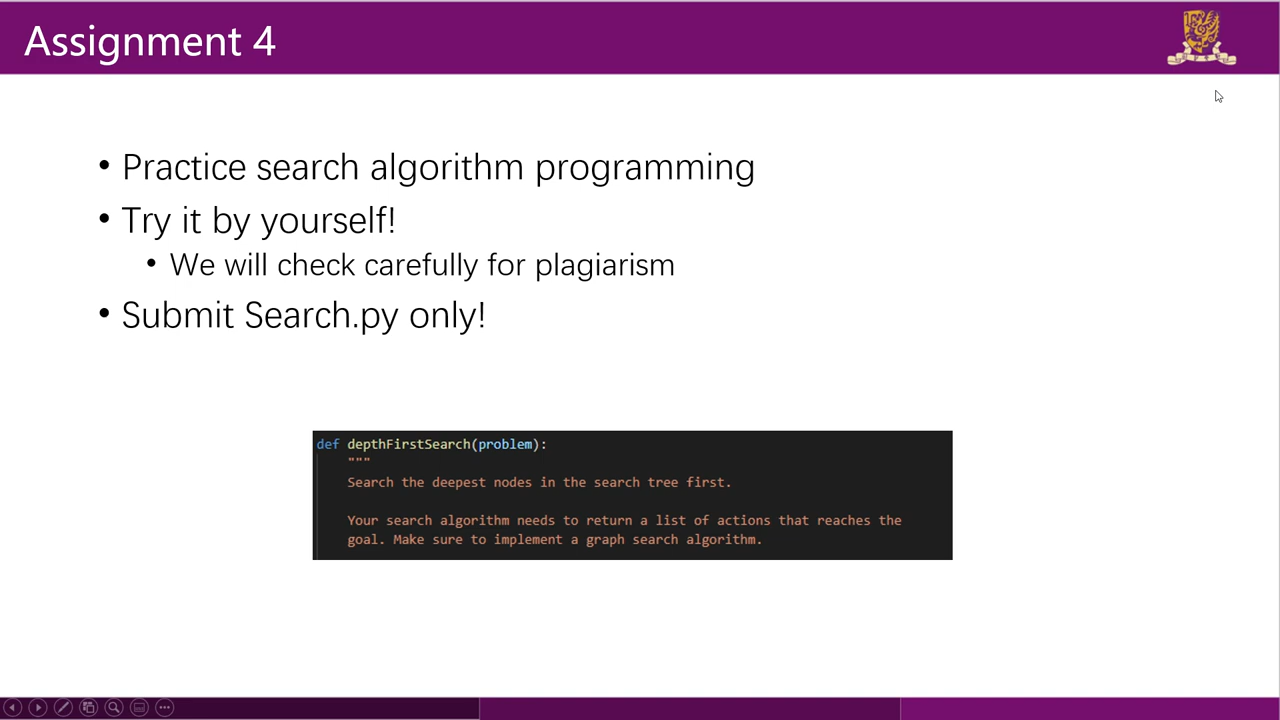 Assignment 4
• Practice search algorithm programming
• Try it by yourself!
• We will check carefully for plagiarism
• Submit Search.py only!
def depthFirstSearch(problem):
"""
Search the deepest nodes in the search tree first.
Your search algorithm needs to return a list of actions that reaches the
goal. Make sure to implement a graph search algorithm.